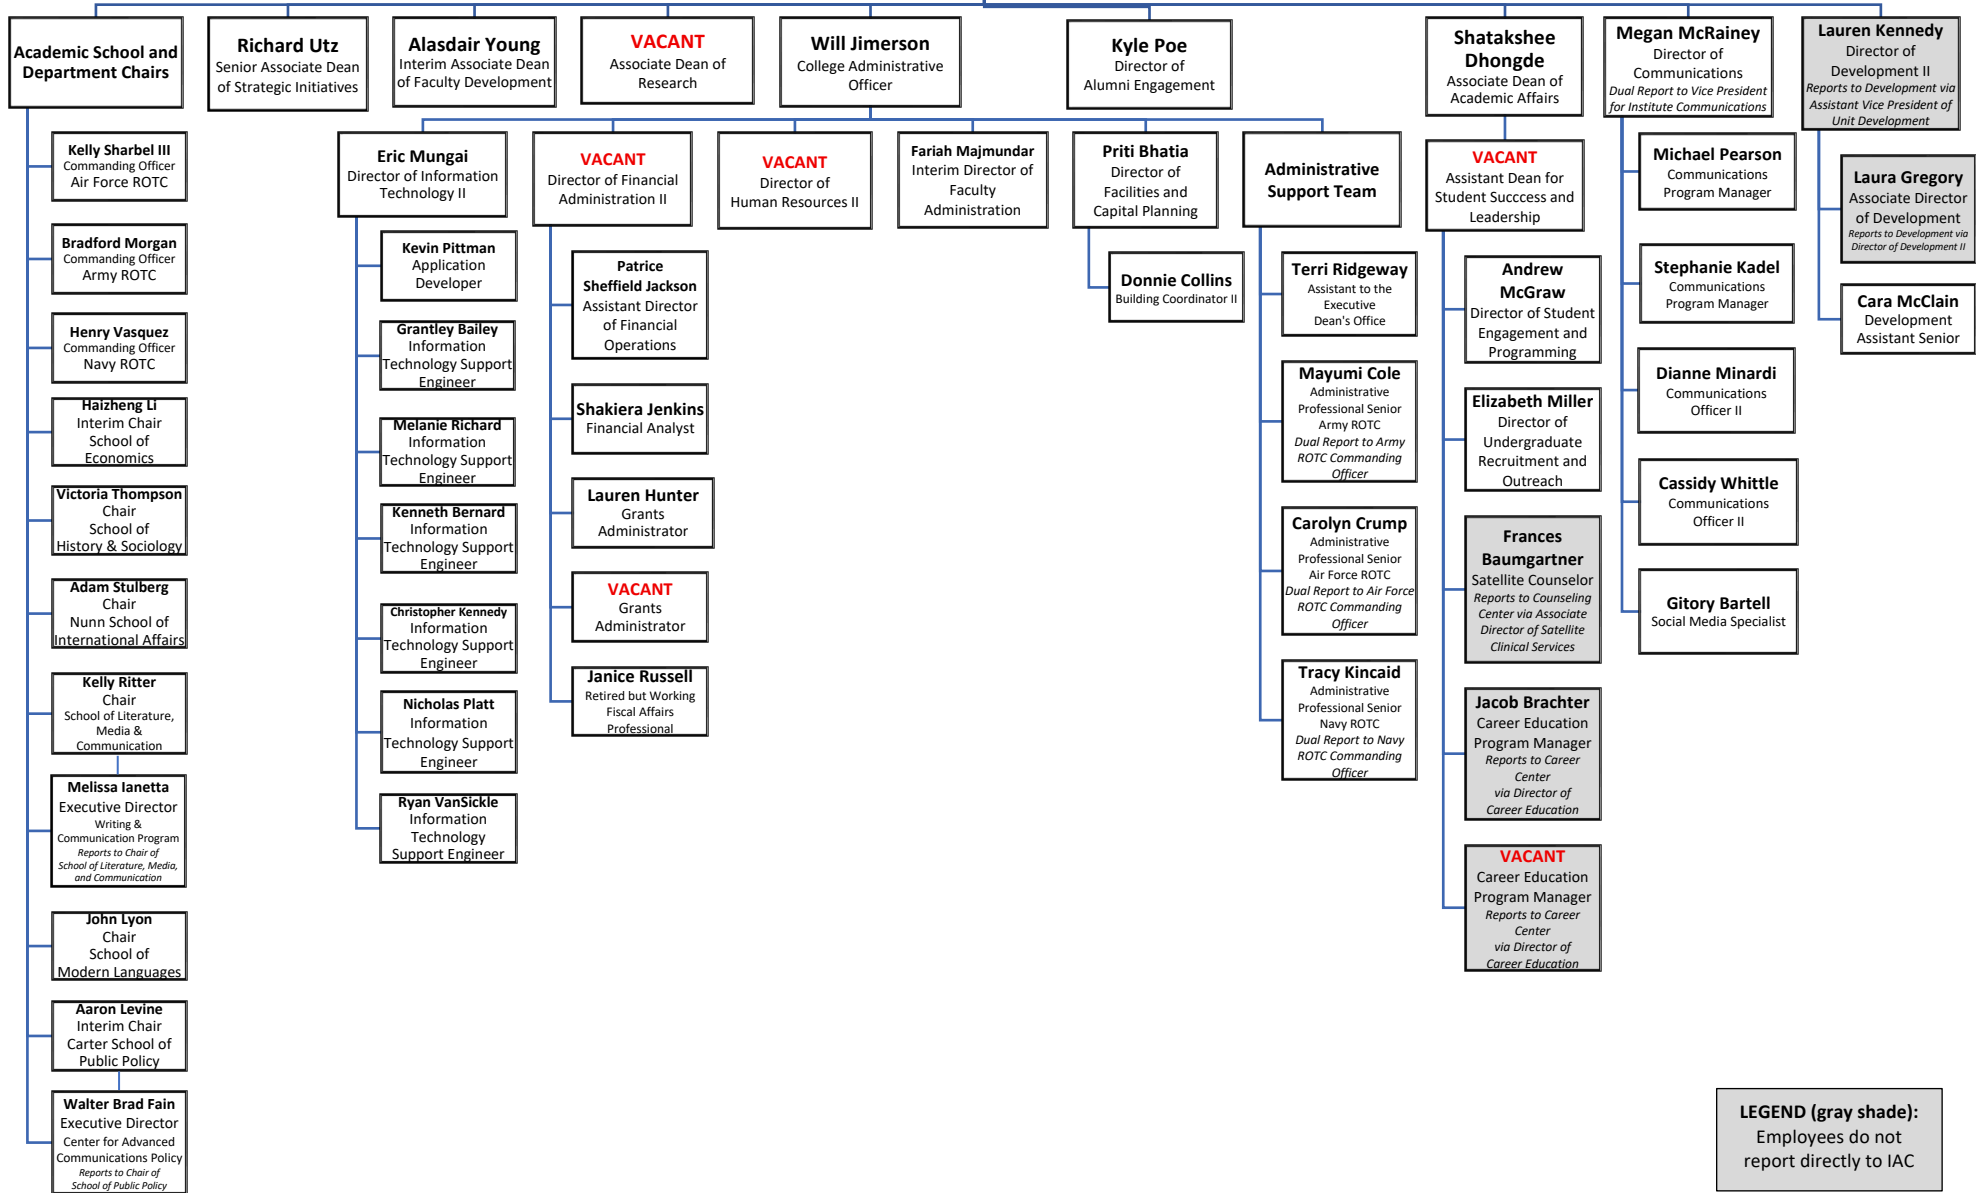 Academic School and
Department Chairs
Richard Utz
Senior Associate Dean
of Strategic Initiatives
Alasdair Young
Interim Associate Dean
of Faculty Development
VACANT
Associate Dean of
Research
Will Jimerson
College Administrative
Officer
Kyle Poe
Director of
Alumni Engagement
Shatakshee
Dhongde
Associate Dean of
Academic Affairs
Megan McRainey
Director of
Communications
Dual Report to Vice President
for Institute Communications
Lauren Kennedy
Director of
Development II
Reports to Development via
Assistant Vice President of
Unit Development
Kelly Sharbel III
Commanding Officer
Air Force ROTC
Bradford Morgan
Commanding Officer
Army ROTC
Henry Vasquez
Commanding Officer
Navy ROTC
Haizheng Li
Interim Chair
School of
Economics
Victoria Thompson
Chair
School of
History & Sociology
Adam Stulberg
Chair
Nunn School of
International Affairs
Kelly Ritter
Chair
School of Literature,
Media &
Communication
Melissa Ianetta
Executive Director
Writing &
Communication Program
Reports to Chair of
School of Literature, Media,
and Communication
John Lyon
Chair
School of
Modern Languages
Aaron Levine
Interim Chair
Carter School of
Public Policy
Walter Brad Fain
Executive Director
Center for Advanced
Communications Policy
Reports to Chair of
School of Public Policy
Eric Mungai
Director of Information
Technology II
Kevin Pittman
Application
Developer
Grantley Bailey
Information
Technology Support
Engineer
Melanie Richard
Information
Technology Support
Engineer
Kenneth Bernard
Information
Technology Support
Engineer
Christopher Kennedy
Information
Technology Support
Engineer
Nicholas Platt
Information
Technology Support
Engineer
Ryan VanSickle
Information
Technology
Support Engineer
VACANT
Director of Financial
Administration II
Patrice
Sheffield Jackson
Assistant Director
of Financial
Operations
Shakiera Jenkins
Financial Analyst
Lauren Hunter
Grants
Administrator
VACANT
Grants
Administrator
Janice Russell
Retired but Working
Fiscal Affairs
Professional
VACANT
Director of
Human Resources II
Fariah Majmundar
Interim Director of
Faculty
Administration
Priti Bhatia
Director of
Facilities and
Capital Planning
Donnie Collins
Building Coordinator II
Administrative
Support Team
Terri Ridgeway
Assistant to the
Executive
Dean's Office
Mayumi Cole
Administrative
Professional Senior
Army ROTC
Dual Report to Army
ROTC Commanding
Officer
Carolyn Crump
Administrative
Professional Senior
Air Force ROTC
Dual Report to Air Force
ROTC Commanding
Officer
Tracy Kincaid
Administrative
Professional Senior
Navy ROTC
Dual Report to Navy
ROTC Commanding
Officer
VACANT
Assistant Dean for
Student Succcess and
Leadership
Andrew
McGraw
Director of Student
Engagement and
Programming
Elizabeth Miller
Director of
Undergraduate
Recruitment and
Outreach
Frances
Baumgartner
Satellite Counselor
Reports to Counseling
Center via Associate
Director of Satellite
Clinical Services
Jacob Brachter
Career Education
Program Manager
Reports to Career
Center
via Director of
Career Education
VACANT
Career Education
Program Manager
Reports to Career
Center
via Director of
Career Education
Michael Pearson
Communications
Program Manager
Stephanie Kadel
Communications
Program Manager
Dianne Minardi
Communications
Officer II
Cassidy Whittle
Communications
Officer II
Gitory Bartell
Social Media Specialist
Laura Gregory
Associate Director
of Development
Reports to Development via
Director of Development II
Cara McClain
Development
Assistant Senior
LEGEND (gray shade):
Employees do not
report directly to IAC